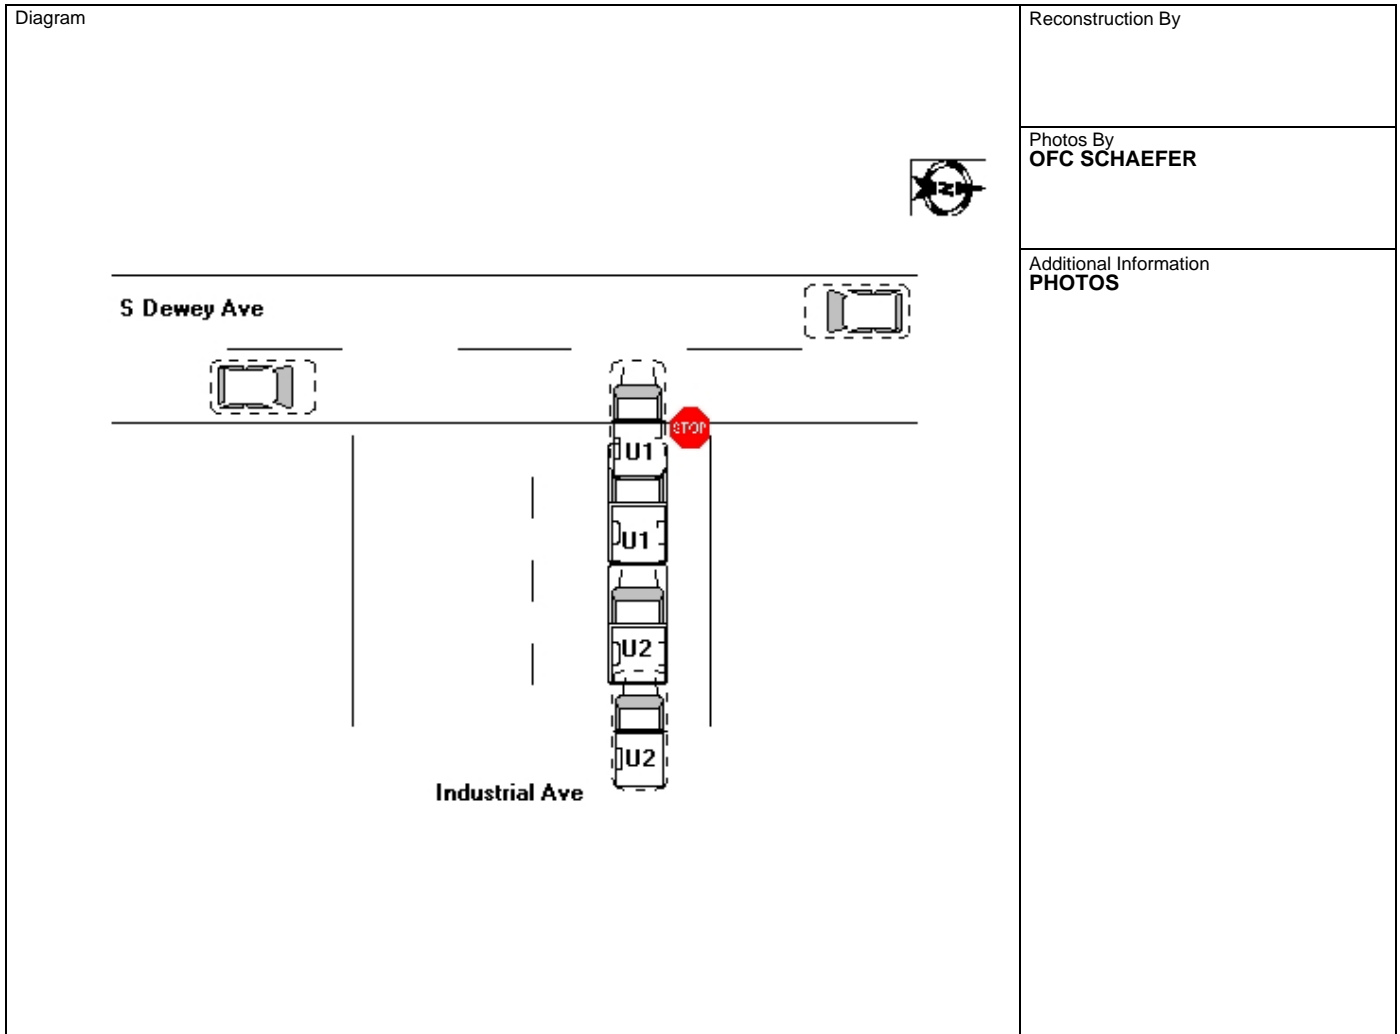 Diagram
Reconstruction By
Photos By
OFC SCHAEFER
Additional Information
PHOTOS
N
S Dewey Ave
STOP
U1
U1
U2
U2
Industrial Ave